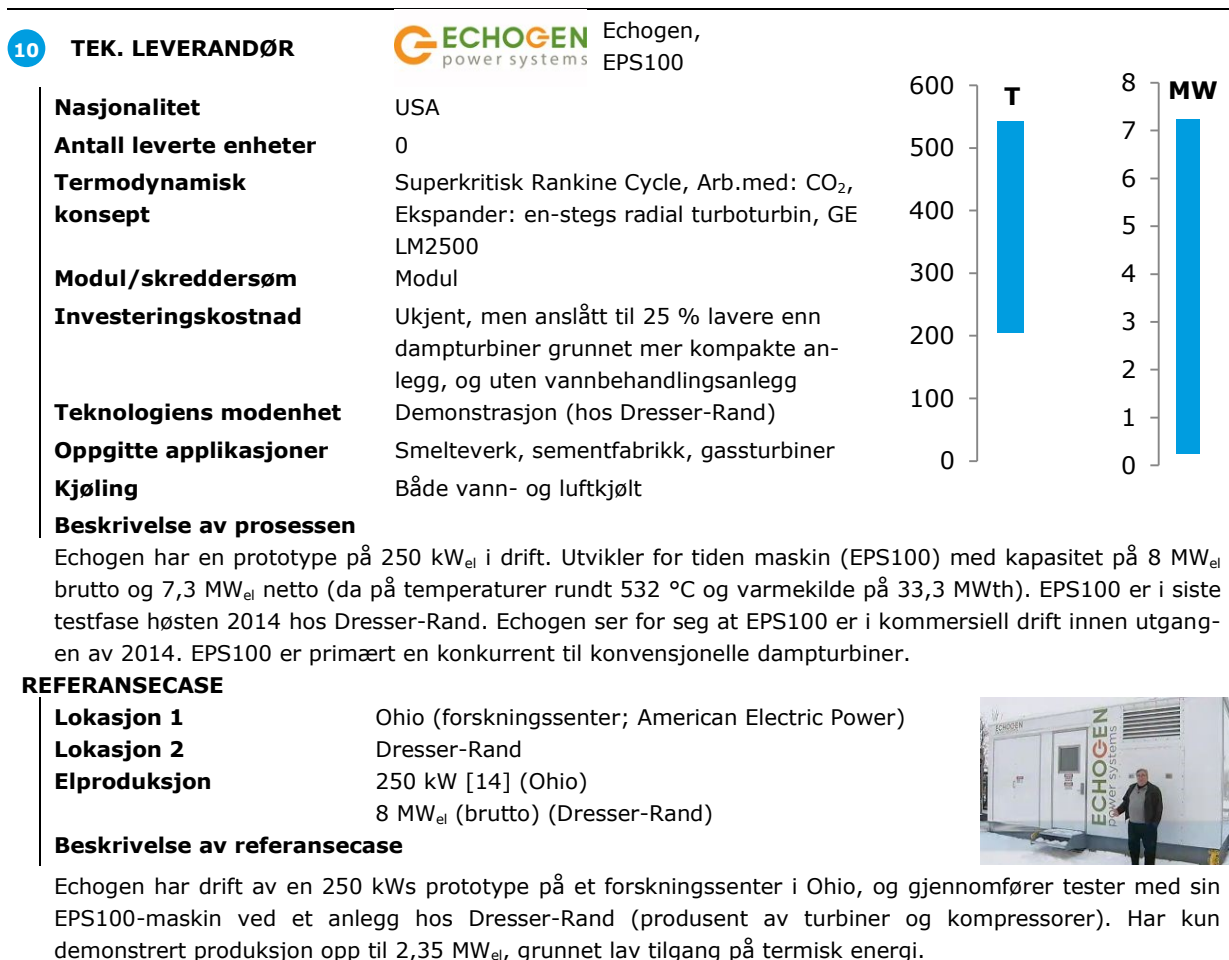 10 TEK. LEVERANDØR ECHOGEN power systems Echogen, EPS100
Nasjonalitet USA
Antall leverte enheter 0
Termodynamisk konsept Superkritisk Rankine Cycle, Arb.med: CO₂,
Ekspander: en-stegs radial turboturbin, GE
LM2500
Modul/skreddersøm Modul
Investeringskostnad Ukjent, men anslått til 25 % lavere enn
dampturbiner grunnet mer kompakte an-
legg, og uten vannbehandlingsanlegg
Teknologiens modenhet Demonstrasjon (hos Dresser-Rand)
Oppgitte applikasjoner Smelteverk, sementfabrikk, gassturbiner
Kjøling Både vann- og luftkjølt
T
600
500
400
300
200
100
0
MW
8
7
6
5
4
3
2
1
0
Beskrivelse av prosessen
Echogen har en prototype på 250 kWel i drift. Utvikler for tiden maskin (EPS100) med kapasitet på 8 MWel
brutto og 7,3 MWel netto (da på temperaturer rundt 532 °C og varmekilde på 33,3 MWth). EPS100 er i siste
testfase høsten 2014 hos Dresser-Rand. Echogen ser for seg at EPS100 er i kommersiell drift innen utgang-
en av 2014. EPS100 er primært en konkurrent til konvensjonelle dampturbiner.
REFERANSECASE
Lokasjon 1 Ohio (forskningssenter; American Electric Power)
Lokasjon 2 Dresser-Rand
Elproduksjon 250 kW [14] (Ohio)
8 MWel (brutto) (Dresser-Rand)
ECHOGEN
ECHOGEN power systems
Beskrivelse av referansecase
Echogen har drift av en 250 kWs prototype på et forskningssenter i Ohio, og gjennomfører tester med sin
EPS100-maskin ved et anlegg hos Dresser-Rand (produsent av turbiner og kompressorer). Har kun
demonstrert produksjon opp til 2,35 MWel, grunnet lav tilgang på termisk energi.